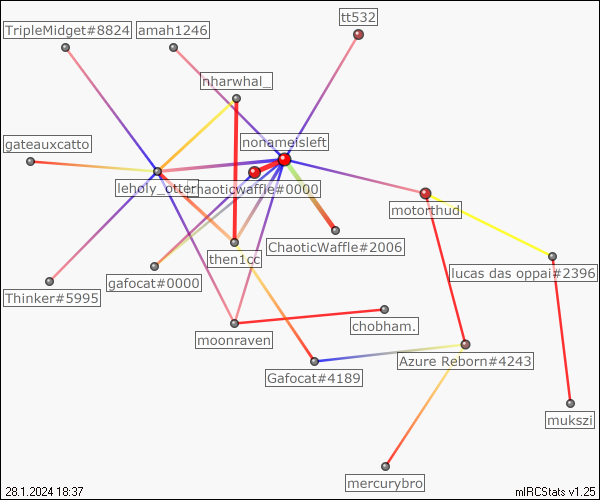 tt532
TripleMidget#8824
amah1246
nharwhal_
nonameisleft
gateauxcatto
leholy_otter
chaoticwaffle#0000
motorthud
ChaoticWaffle#2006
then1cc
lucas das oppai#2396
gafocat#0000
Thinker#5995
chobham.
moonraven
Azure Reborn#4243
Gafocat#4189
mukszi
mercurybro
28.1.2024 18:37
mIRCStats v1.25